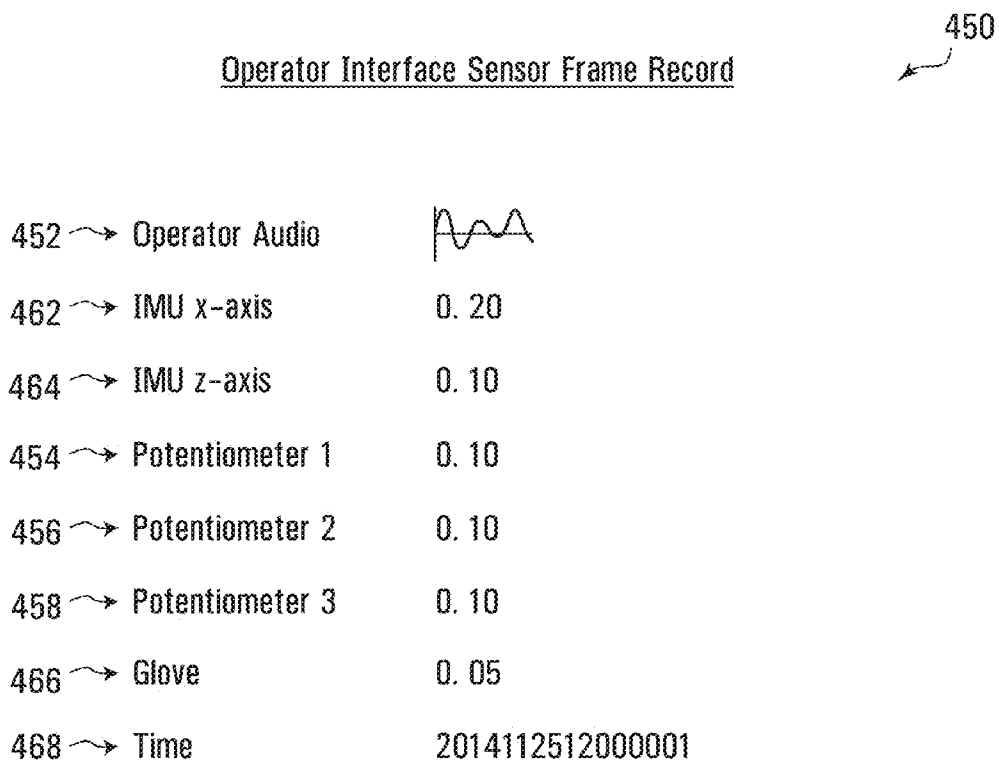 450
Operator Interface Sensor Frame Record
452 Operator Audio
462 IMU x-axis 0. 20
464 IMU z-axis 0. 10
454 Potentiometer 1 0. 10
456 Potentiometer 2 0. 10
458 Potentiometer 3 0. 10
466 Glove 0. 05
468 Time 2014112512000001